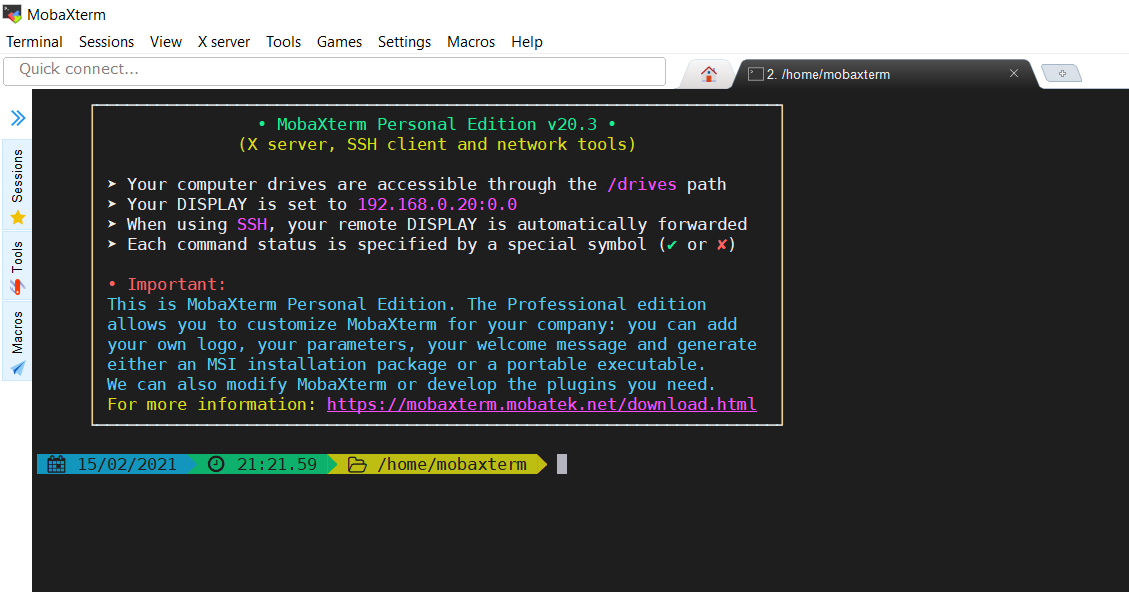 MobaXterm
Terminal Sessions View X server Tools Games Settings Macros Help
Quick connect...
2. /home/mobaxterm
Sessions
Tools
Macros
• MobaXterm Personal Edition v20.3 •
(X server, SSH client and network tools)
➤ Your computer drives are accessible through the /drives path
➤ Your DISPLAY is set to 192.168.0.20:0.0
➤ When using SSH, your remote DISPLAY is automatically forwarded
➤ Each command status is specified by a special symbol (✔ or ✘)
• Important:
This is MobaXterm Personal Edition. The Professional edition
allows you to customize MobaXterm for your company: you can add
your own logo, your parameters, your welcome message and generate
either an MSI installation package or a portable executable.
We can also modify MobaXterm or develop the plugins you need.
For more information: https://mobaxterm.mobatek.net/download.html
15/02/2021 21:21.59 /home/mobaxterm